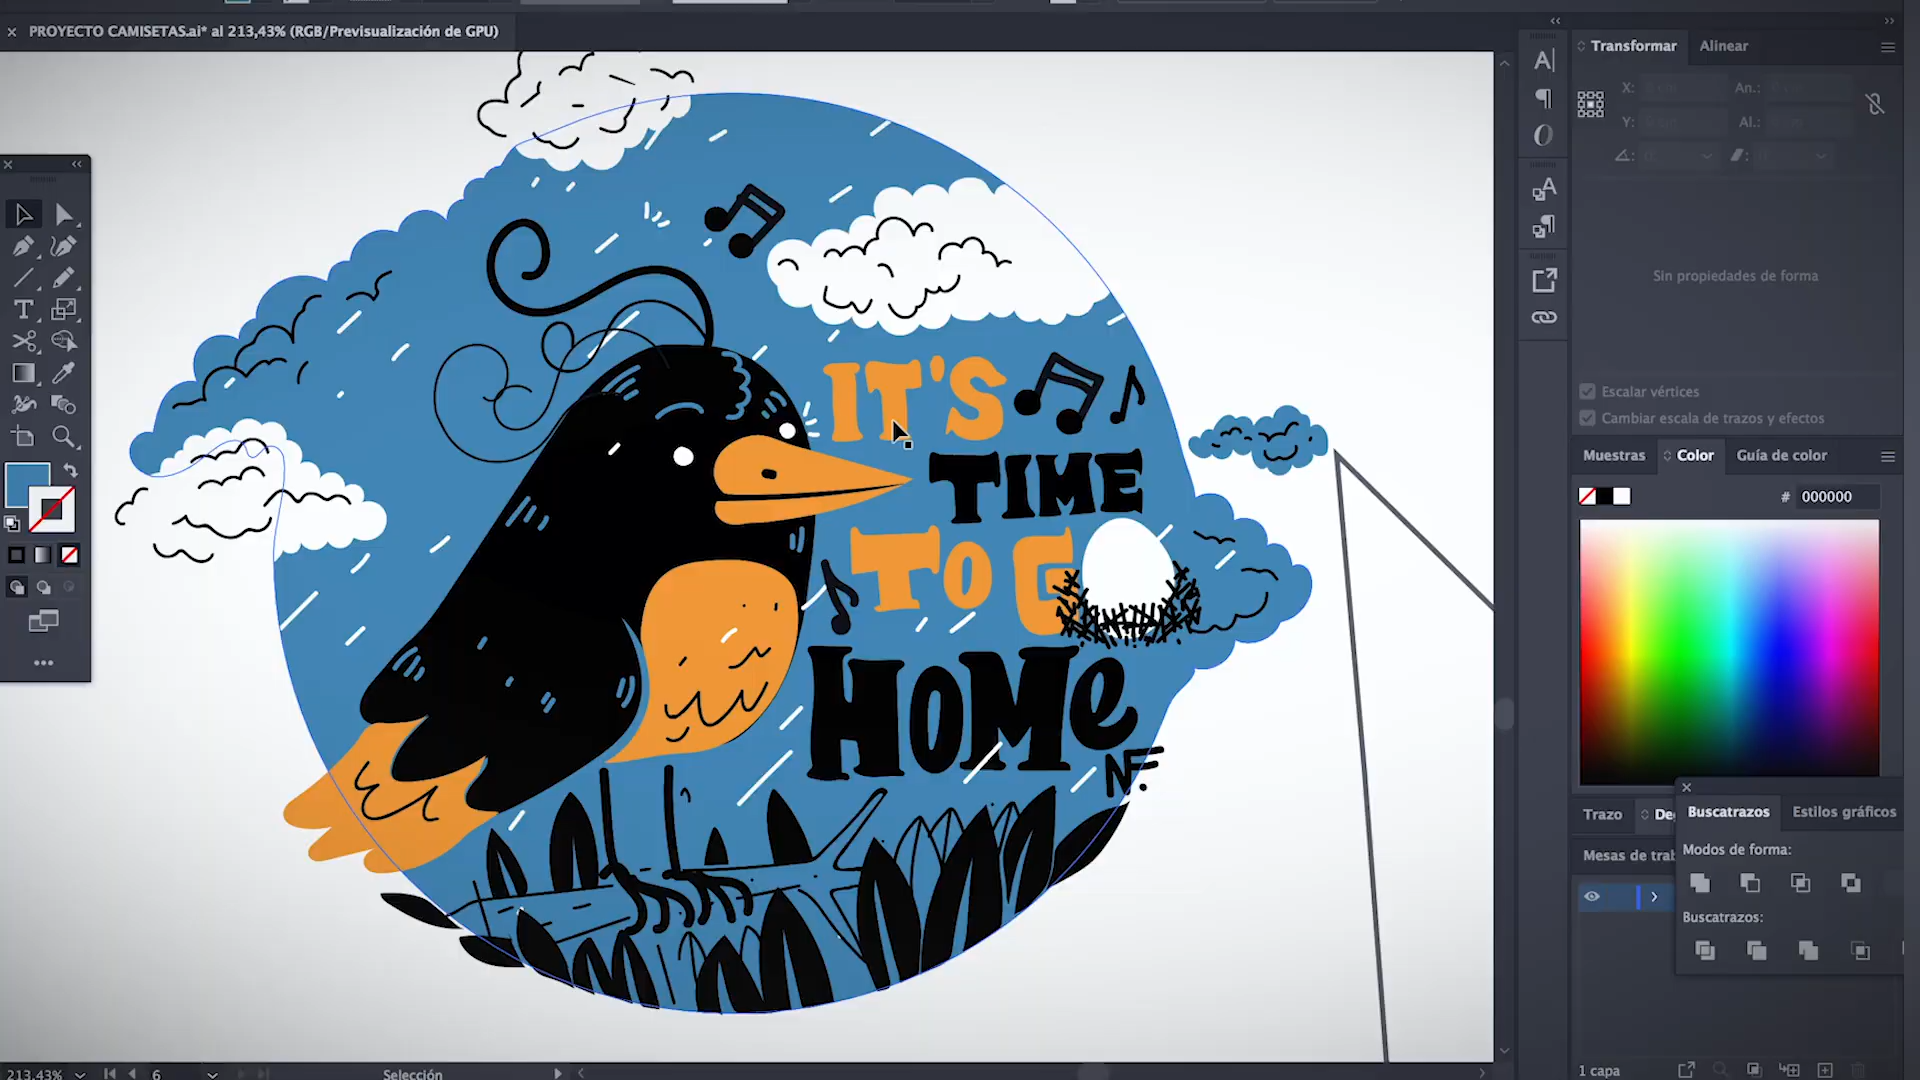 PROYECTO CAMISETAS.ai* al 213,43% (RGB/Previsualización de GPU)
Transformar
Alinear
X:
An.:
Y:
Al.:
Sin propiedades de forma
Escalar vértices
Cambiar escala de trazos y efectos
Muestras
Color
Guía de color
# 000000
IT'S
TIME
TO G
HOMe
NF
Trazo
De
Buscatrazos
Estilos gráficos
Mesas de tra
Modos de forma:
Buscatrazos:
213,43%
6
Selección
1 capa